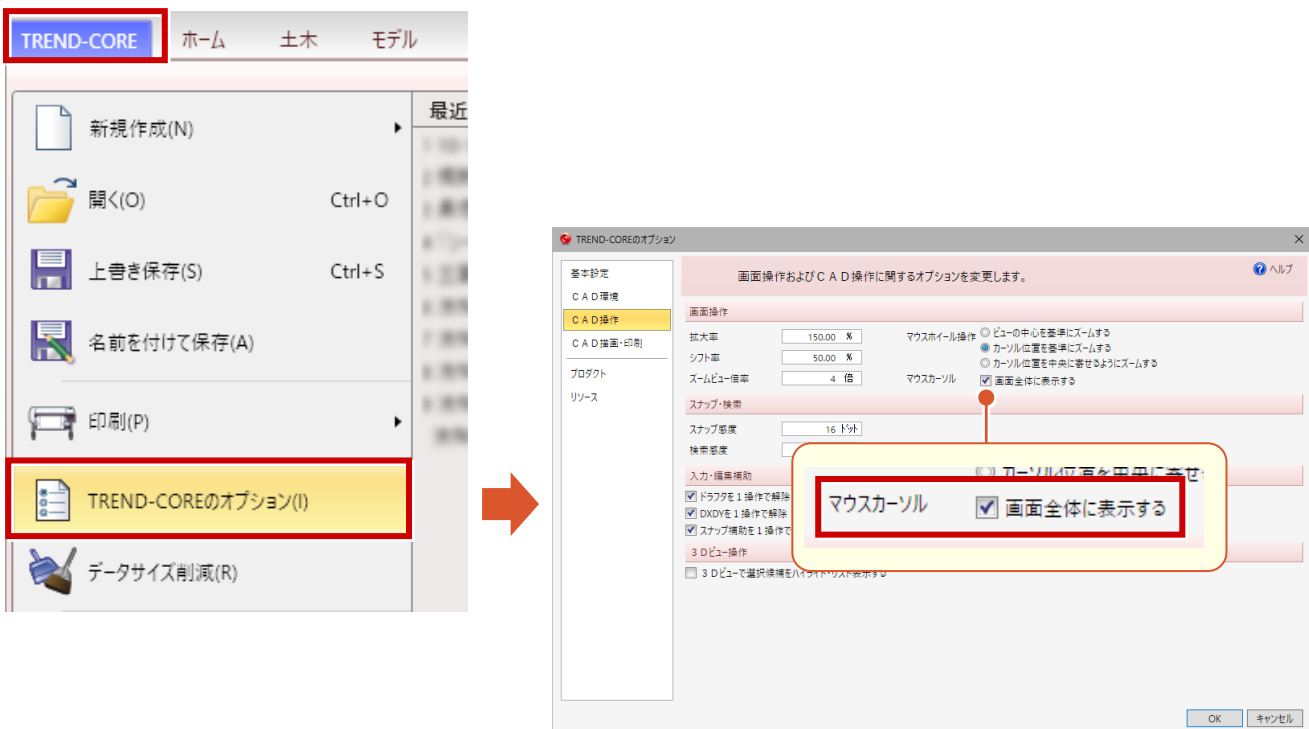 TREND-CORE ホーム 土木 モデル
最近
新規作成(N)
開く(O) Ctrl+O
上書き保存(S) Ctrl+S
名前を付けて保存(A)
印刷(P)
TREND-COREのオプション(I)
データサイズ削減(R)
TREND-COREのオプション
基本設定
ＣＡＤ環境
ＣＡＤ操作
ＣＡＤ描画・印刷
プロダクト
リソース
画面操作およびＣＡＤ操作に関するオプションを変更します。
ヘルプ
画面操作
拡大率 150.00 % マウスホイール操作 ビューの中心を基準にズームする
カーソル位置を基準にズームする
シフト率 50.00 %
カーソル位置を中央に寄せるようにズームする
ズームビュー倍率 4 倍 マウスカーソル 画面全体に表示する
スナップ・検索
スナップ感度 16 ﾄﾞｯﾄ
検索感度
入力・編集補助
ドラフタを１操作で解除
DXDYを１操作で解除
スナップ補助を１操作で
マウスカーソル 画面全体に表示する
３Ｄビュー操作
３Ｄビューで選択候補をハイライト・リスト表示する
OK キャンセル